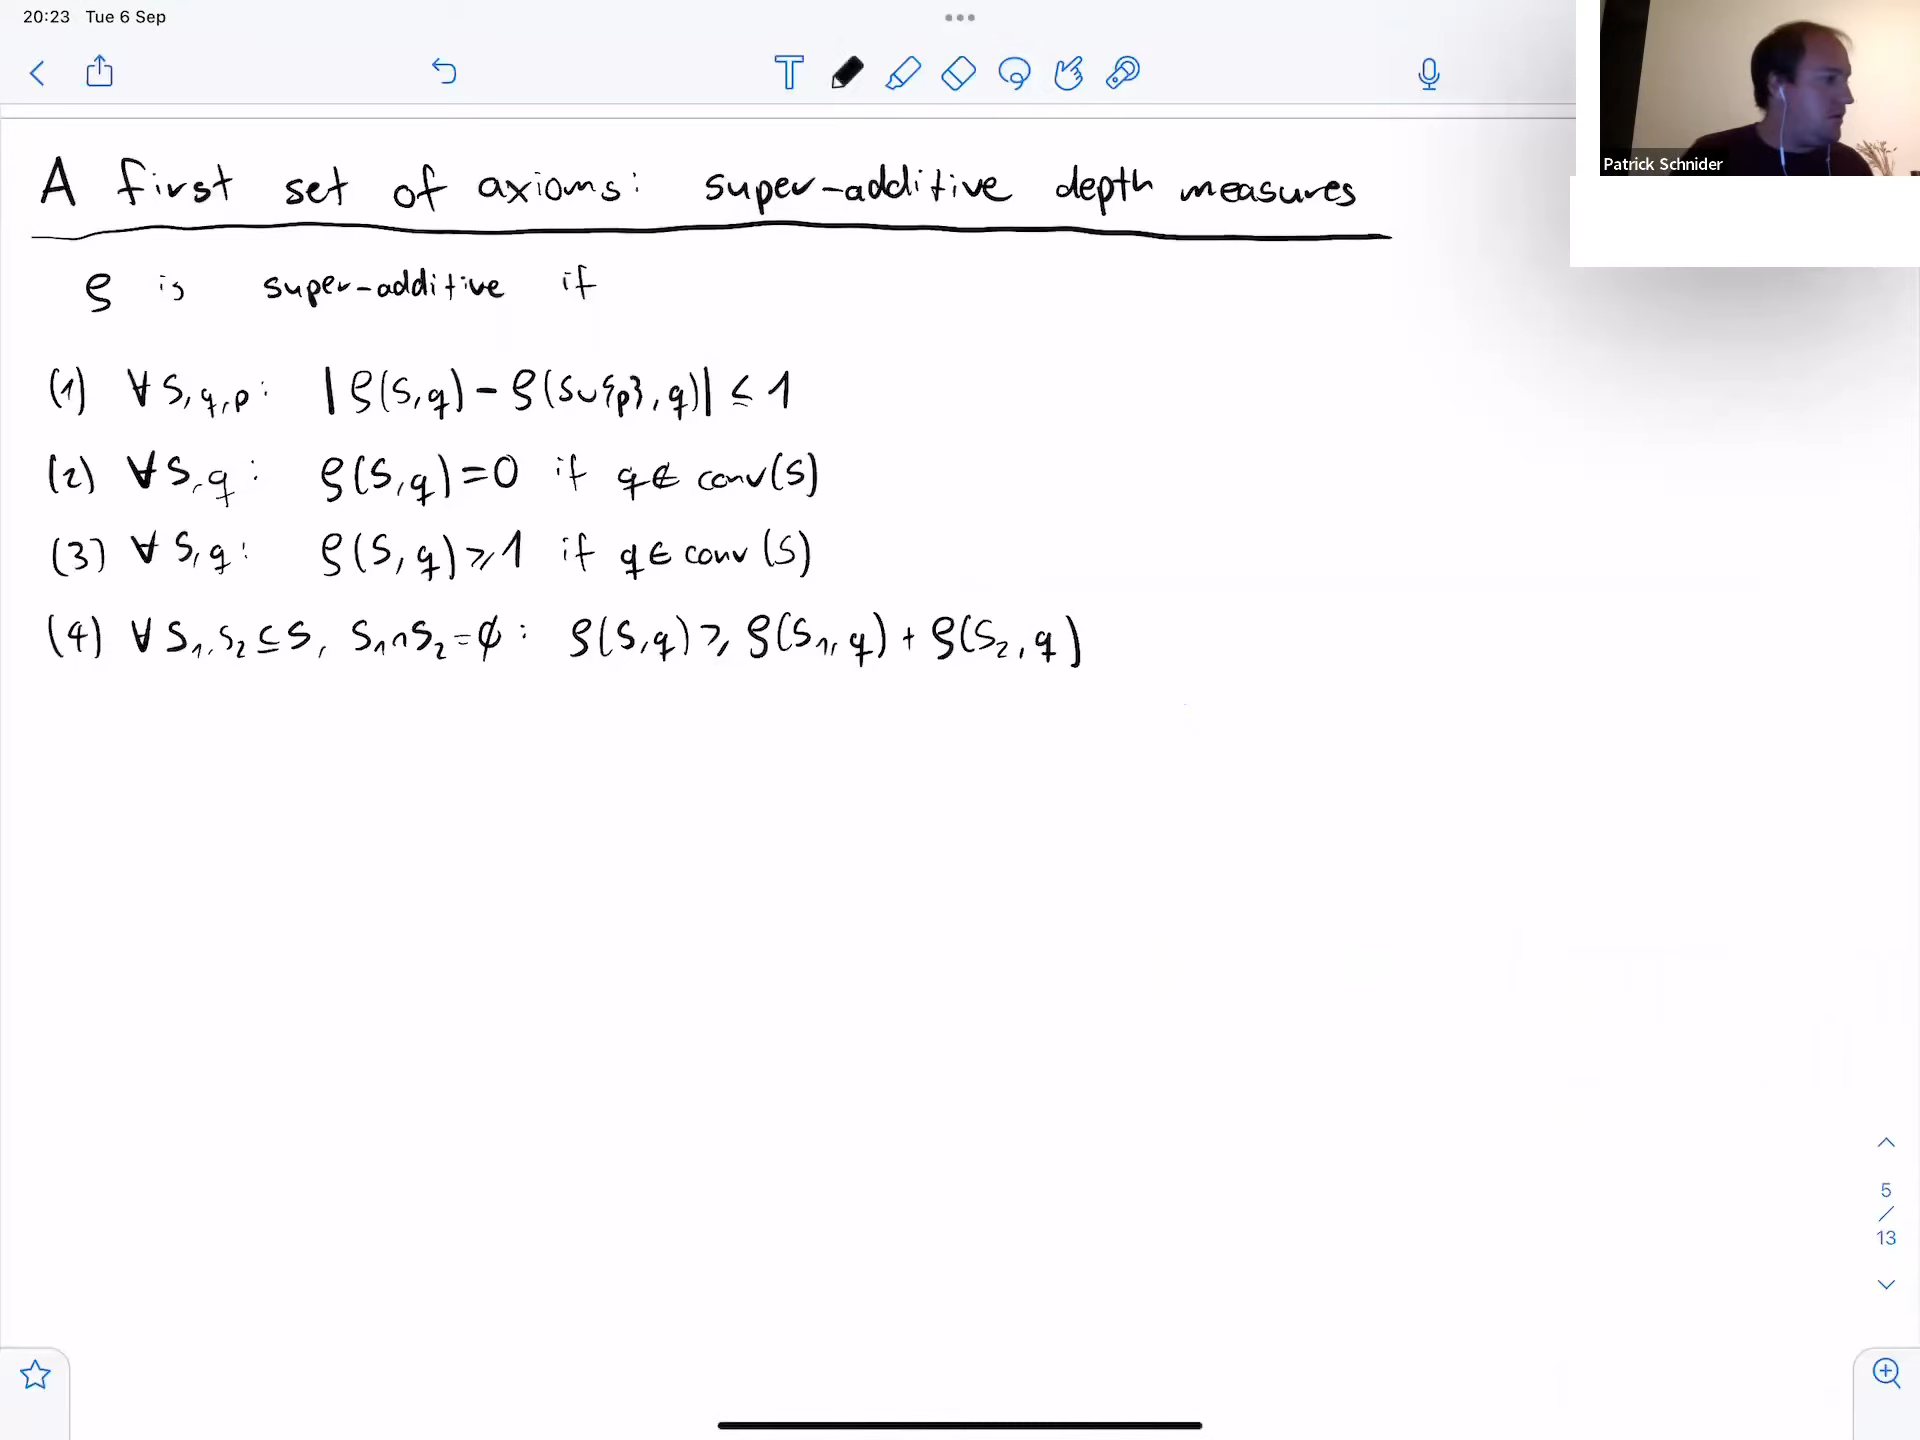 20:23 Tue 6 Sep
Patrick Schnider
A first set of axioms: super-additive depth measures
ϱ is super-additive if
(1) ∀ S,q,p: |ϱ(S,q) - ϱ(S∪{p},q)| ≤ 1
(2) ∀ S,q: ϱ(S,q)=0 if q∉ conv(S)
(3) ∀ S,q: ϱ(S,q)≥1 if q∈ conv(S)
(4) ∀ S₁,S₂⊆S, S₁∩S₂=∅: ϱ(S,q)≥ϱ(S₁,q)+ϱ(S₂,q)
5
/
13